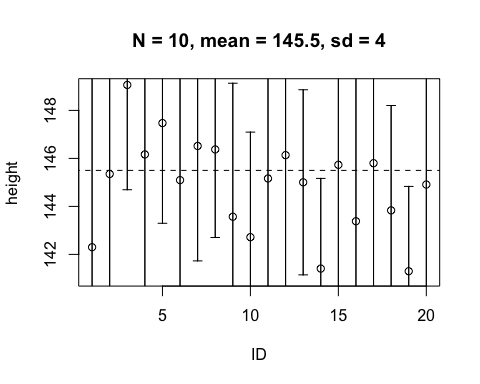 N = 10, mean = 145.5, sd = 4
height
148
146
144
142
5 10 15 20
ID